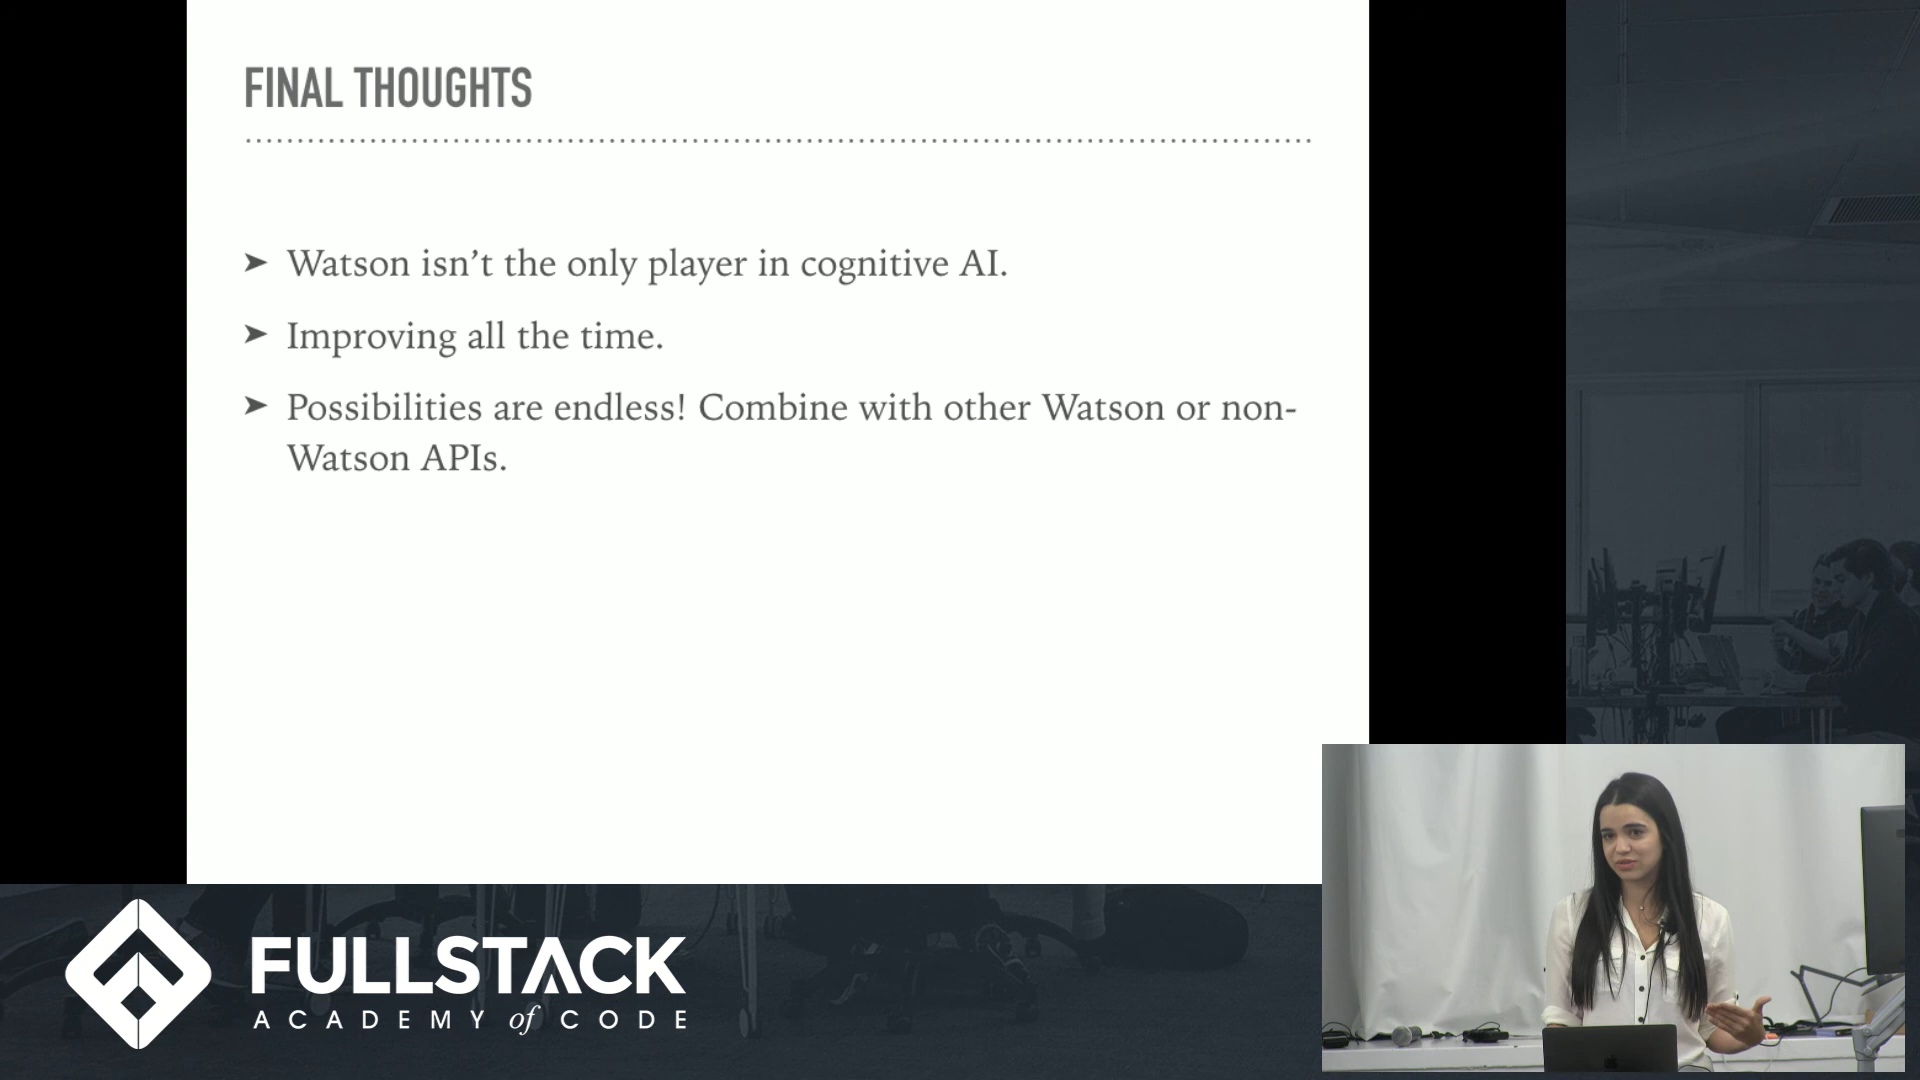 FINAL THOUGHTS
➤ Watson isn’t the only player in cognitive AI.
➤ Improving all the time.
➤ Possibilities are endless! Combine with other Watson or non-
Watson APIs.
FULLSTACK
ACADEMY of CODE